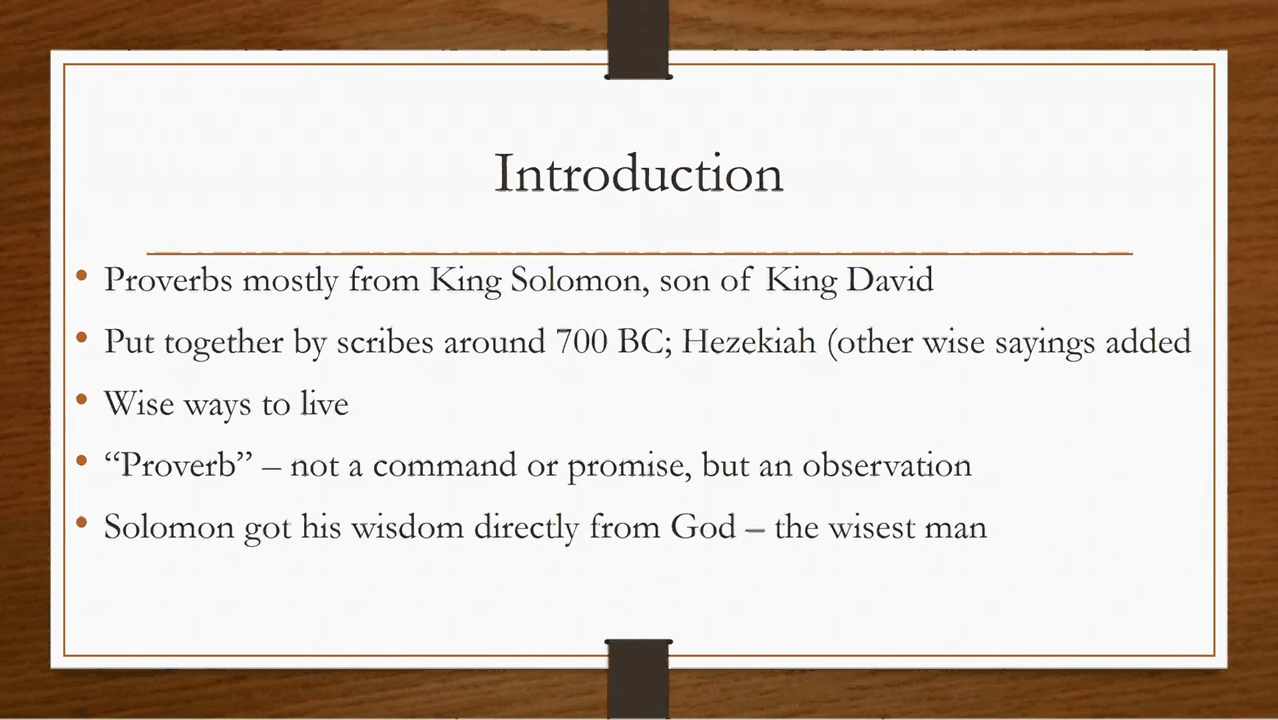 Introduction
• Proverbs mostly from King Solomon, son of King David
• Put together by scribes around 700 BC; Hezekiah (other wise sayings added
• Wise ways to live
• “Proverb” – not a command or promise, but an observation
• Solomon got his wisdom directly from God – the wisest man